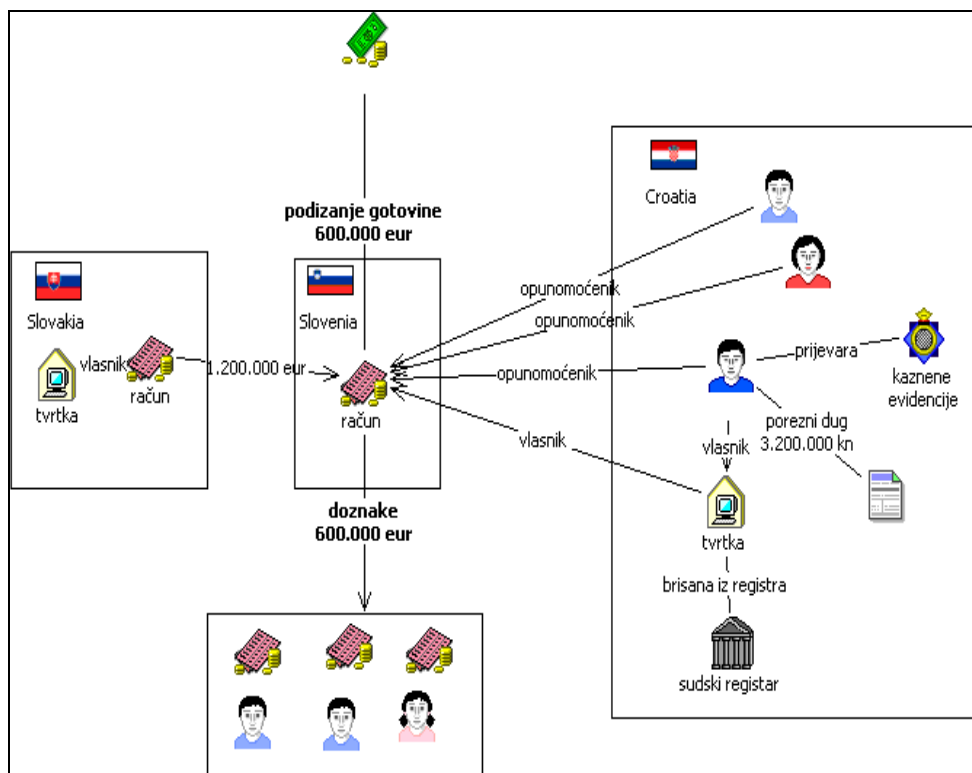 podizanje gotovine
600.000 eur
Croatia
Slovakia
Slovenia
opunomoćenik
opunomoćenik
opunomoćenik
prijevara
kaznene
evidencije
vlasnik
tvrtka
račun
1.200.000 eur
račun
porezni dug
3.200.000 kn
vlasnik
vlasnik
doznake
600.000 eur
tvrtka
brisana iz registra
sudski registar